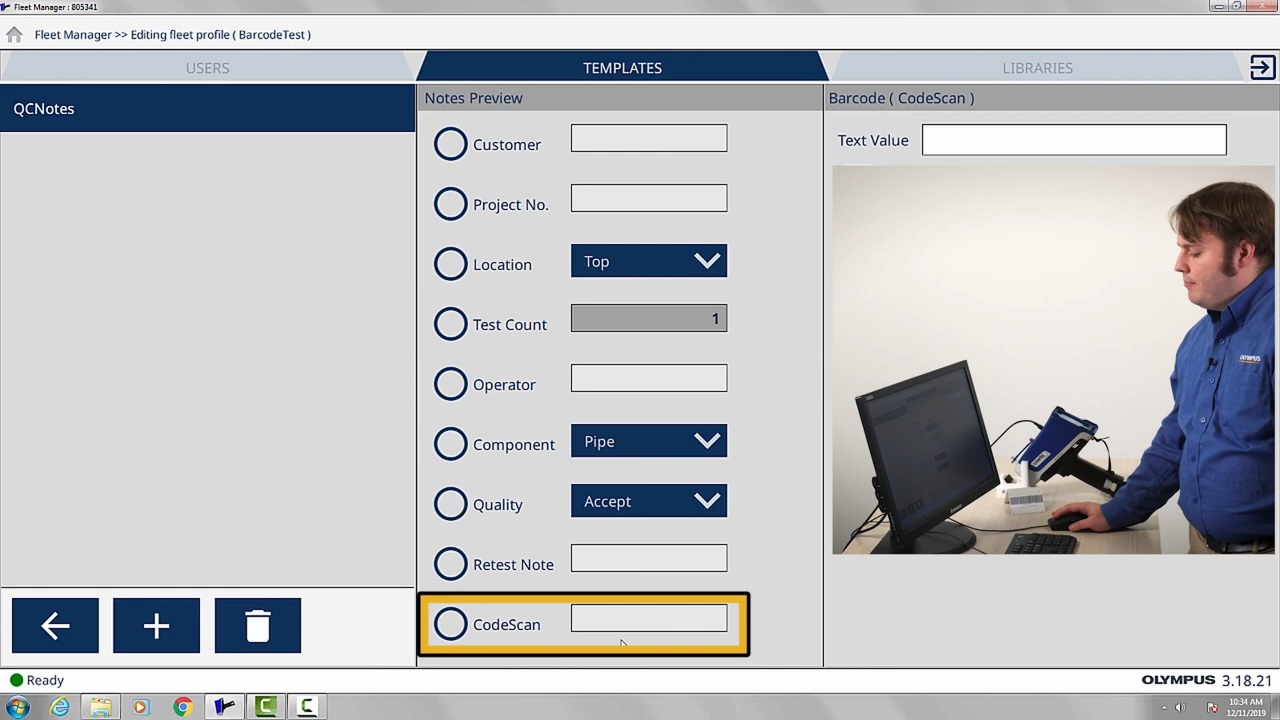 Fleet Manager : 805341
Fleet Manager >> Editing fleet profile ( BarcodeTest )
USERS
TEMPLATES
LIBRARIES
QCNotes
Notes Preview
Customer
Project No.
Location
Top
Test Count
1
Operator
Component
Pipe
Quality
Accept
Retest Note
CodeScan
Barcode ( CodeScan )
Text Value
OLYMPUS
Ready
OLYMPUS 3.18.21
10:34 AM
12/11/2019